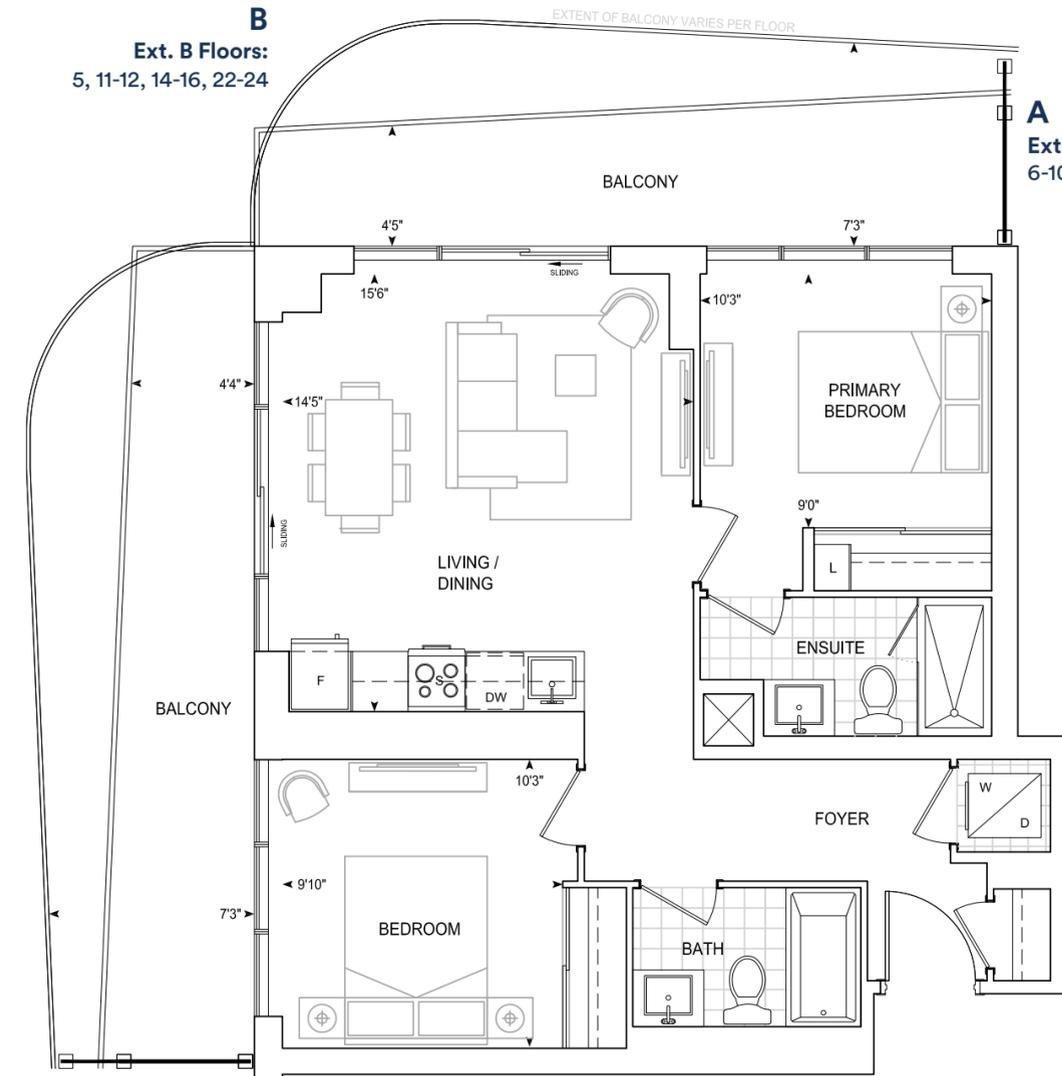 EXTENT OF BALCONY VARIES PER FLOOR
B
Ext. B Floors:
5, 11-12, 14-16, 22-24
A
Ext
6-10
BALCONY
4'5"
7'3"
SLIDING
15'6"
10'3"
4'4"
14'5"
PRIMARY
BEDROOM
9'0"
SLIDING
LIVING /
DINING
L
ENSUITE
F
S
DW
BALCONY
10'3"
W
D
FOYER
9'10"
7'3"
BEDROOM
BATH